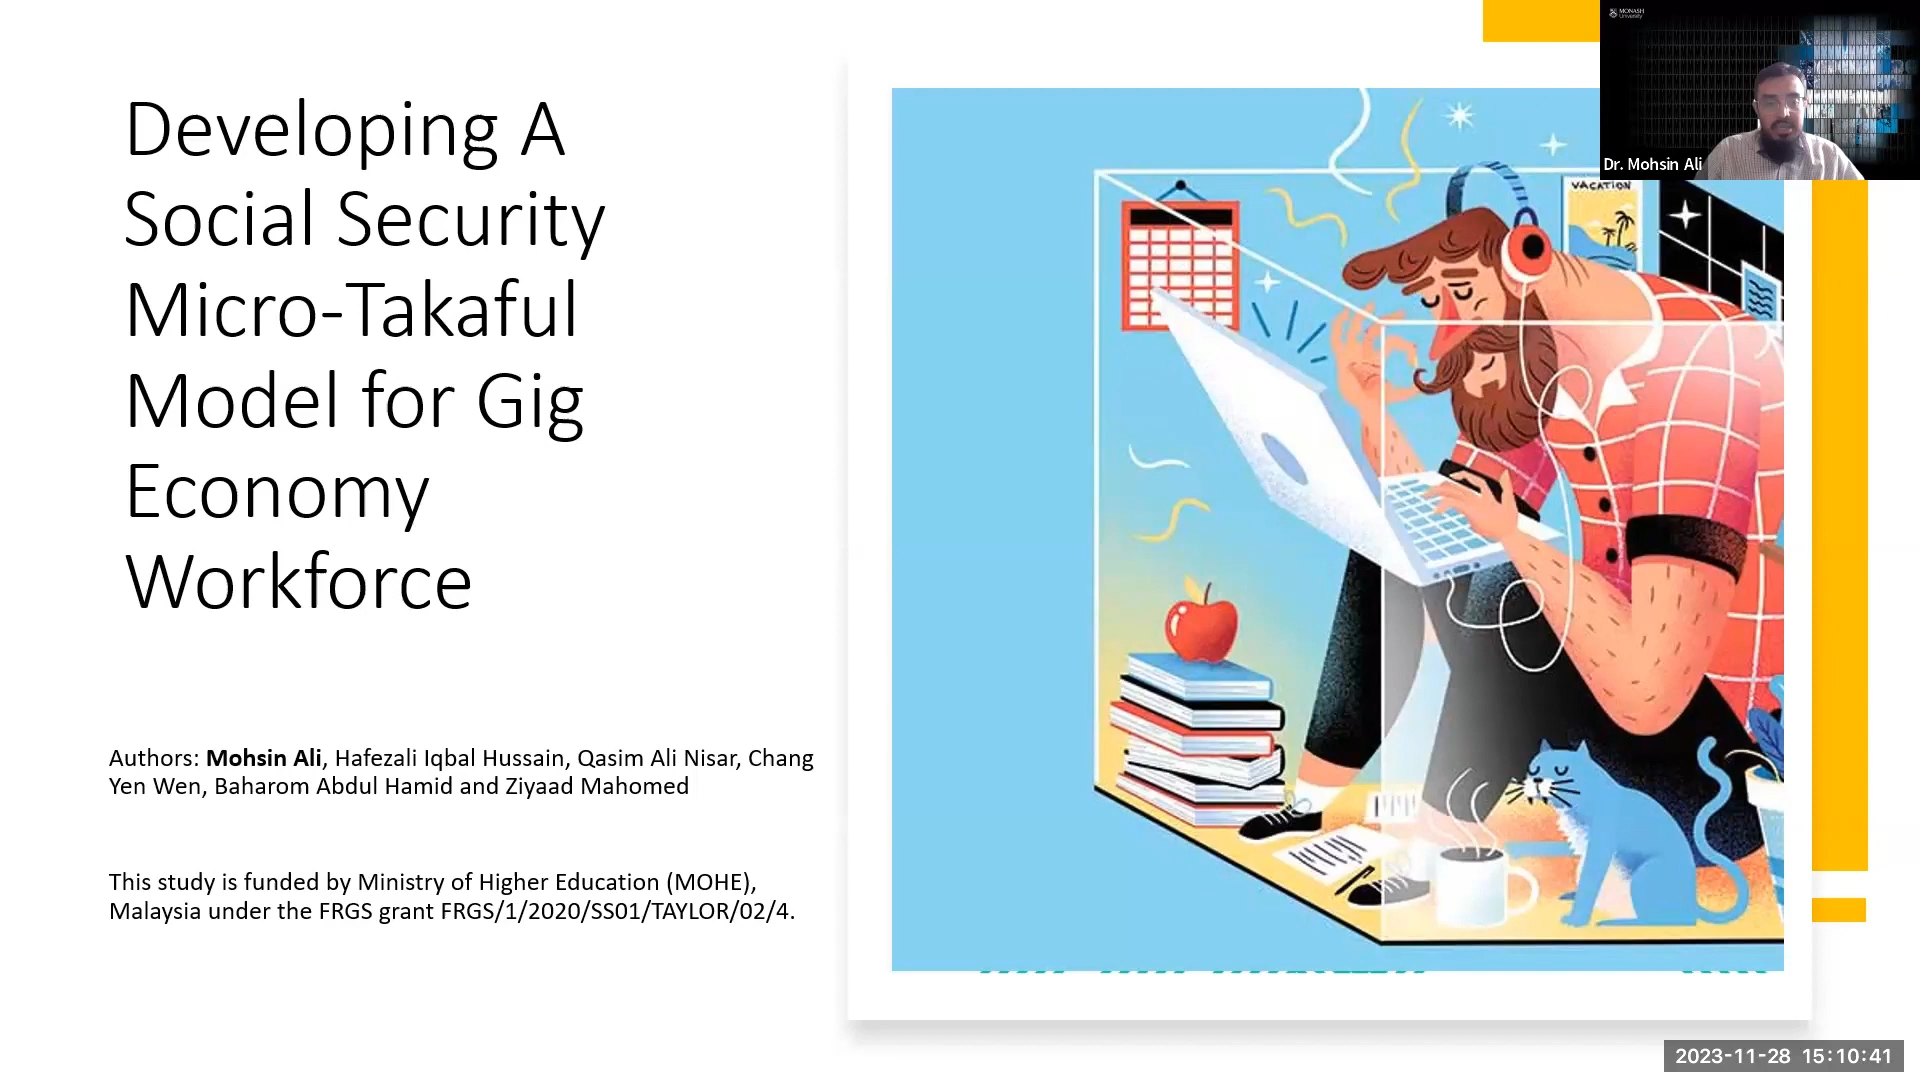 Developing A
Social Security
Micro-Takaful
Model for Gig
Economy
Workforce
Authors: Mohsin Ali, Hafezali Iqbal Hussain, Qasim Ali Nisar, Chang
Yen Wen, Baharom Abdul Hamid and Ziyaad Mahomed
This study is funded by Ministry of Higher Education (MOHE),
Malaysia under the FRGS grant FRGS/1/2020/SS01/TAYLOR/02/4.
MONASH
University
Dr. Mohsin Ali
VACATION
2023-11-28 15:10:41